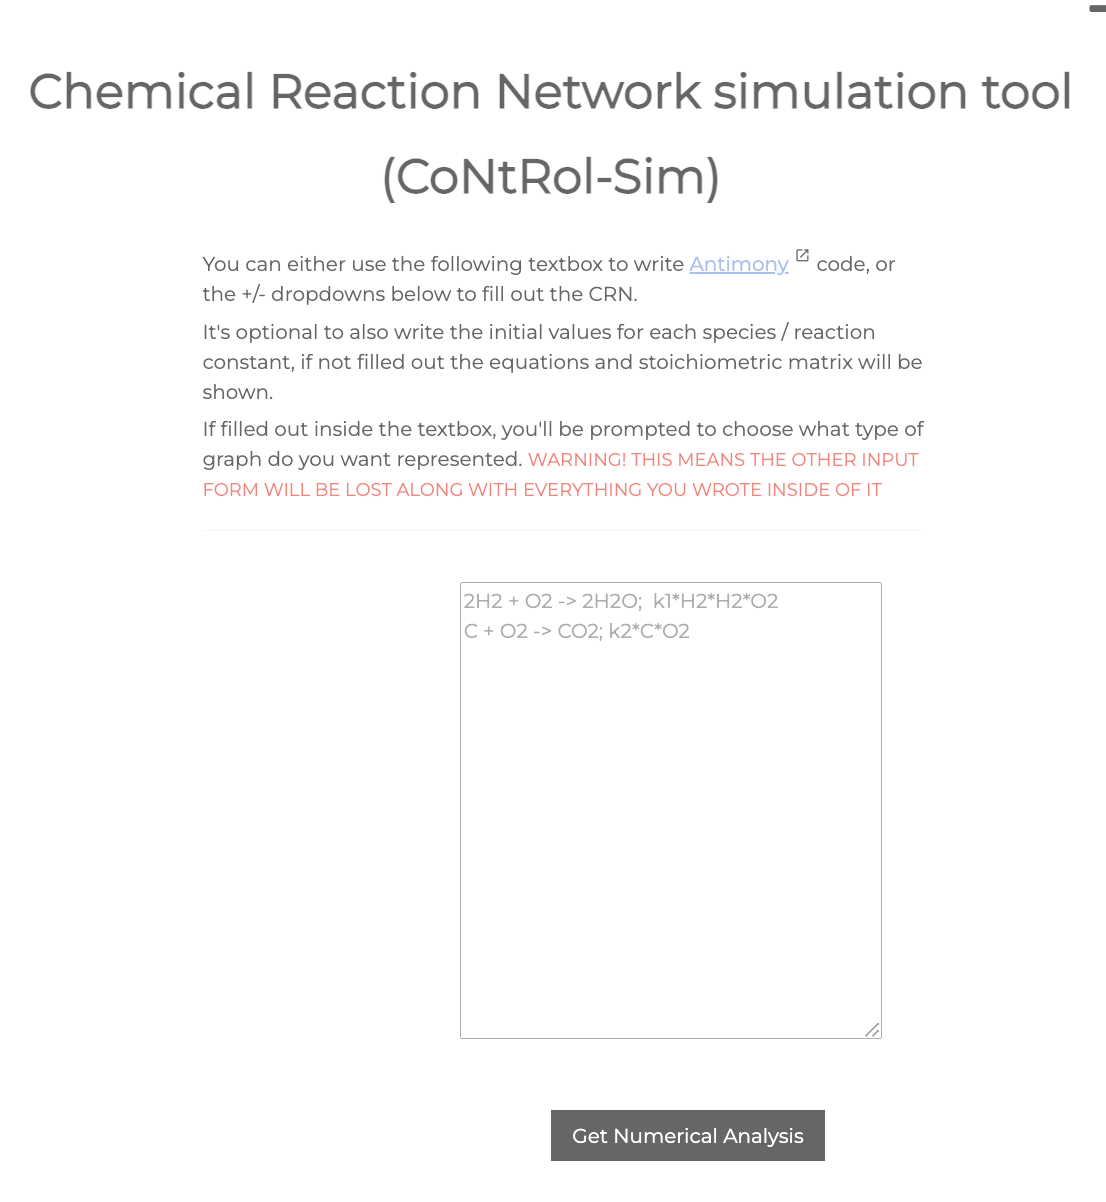 Chemical Reaction Network simulation tool
(CoNtRol-Sim)
You can either use the following textbox to write Antimony code, or
the +/- dropdowns below to fill out the CRN.
It's optional to also write the initial values for each species / reaction
constant, if not filled out the equations and stoichiometric matrix will be
shown.
If filled out inside the textbox, you'll be prompted to choose what type of
graph do you want represented. WARNING! THIS MEANS THE OTHER INPUT
FORM WILL BE LOST ALONG WITH EVERYTHING YOU WROTE INSIDE OF IT
2H2 + O2 -> 2H2O;  k1*H2*H2*O2
C + O2 -> CO2; k2*C*O2
Get Numerical Analysis